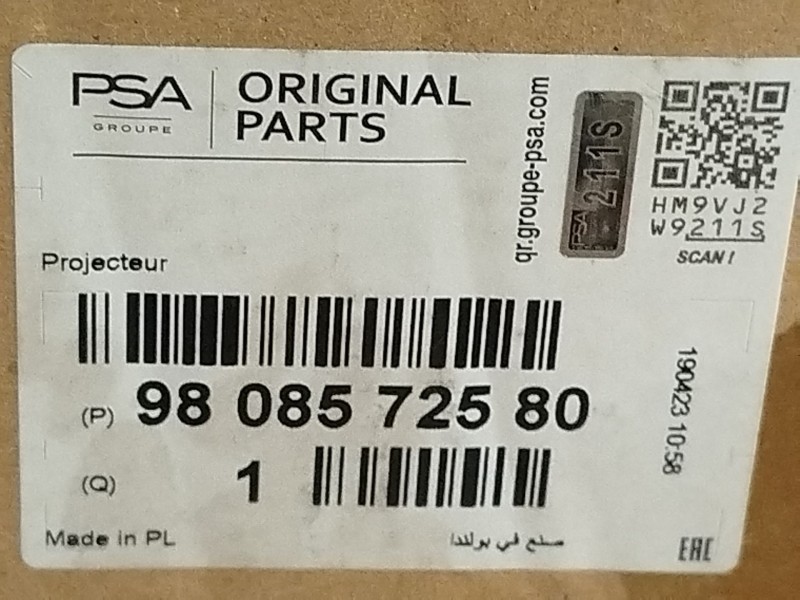 PSA
GROUPE
ORIGINAL
PARTS
qr.groupe-psa.com
PSA 211S
HM9VJ2
W9211S
SCAN!
Projecteur
(P) 98 085 725 80
(Q) 1
190423 10:58
Made in PL
صنع في بولندا
EAC